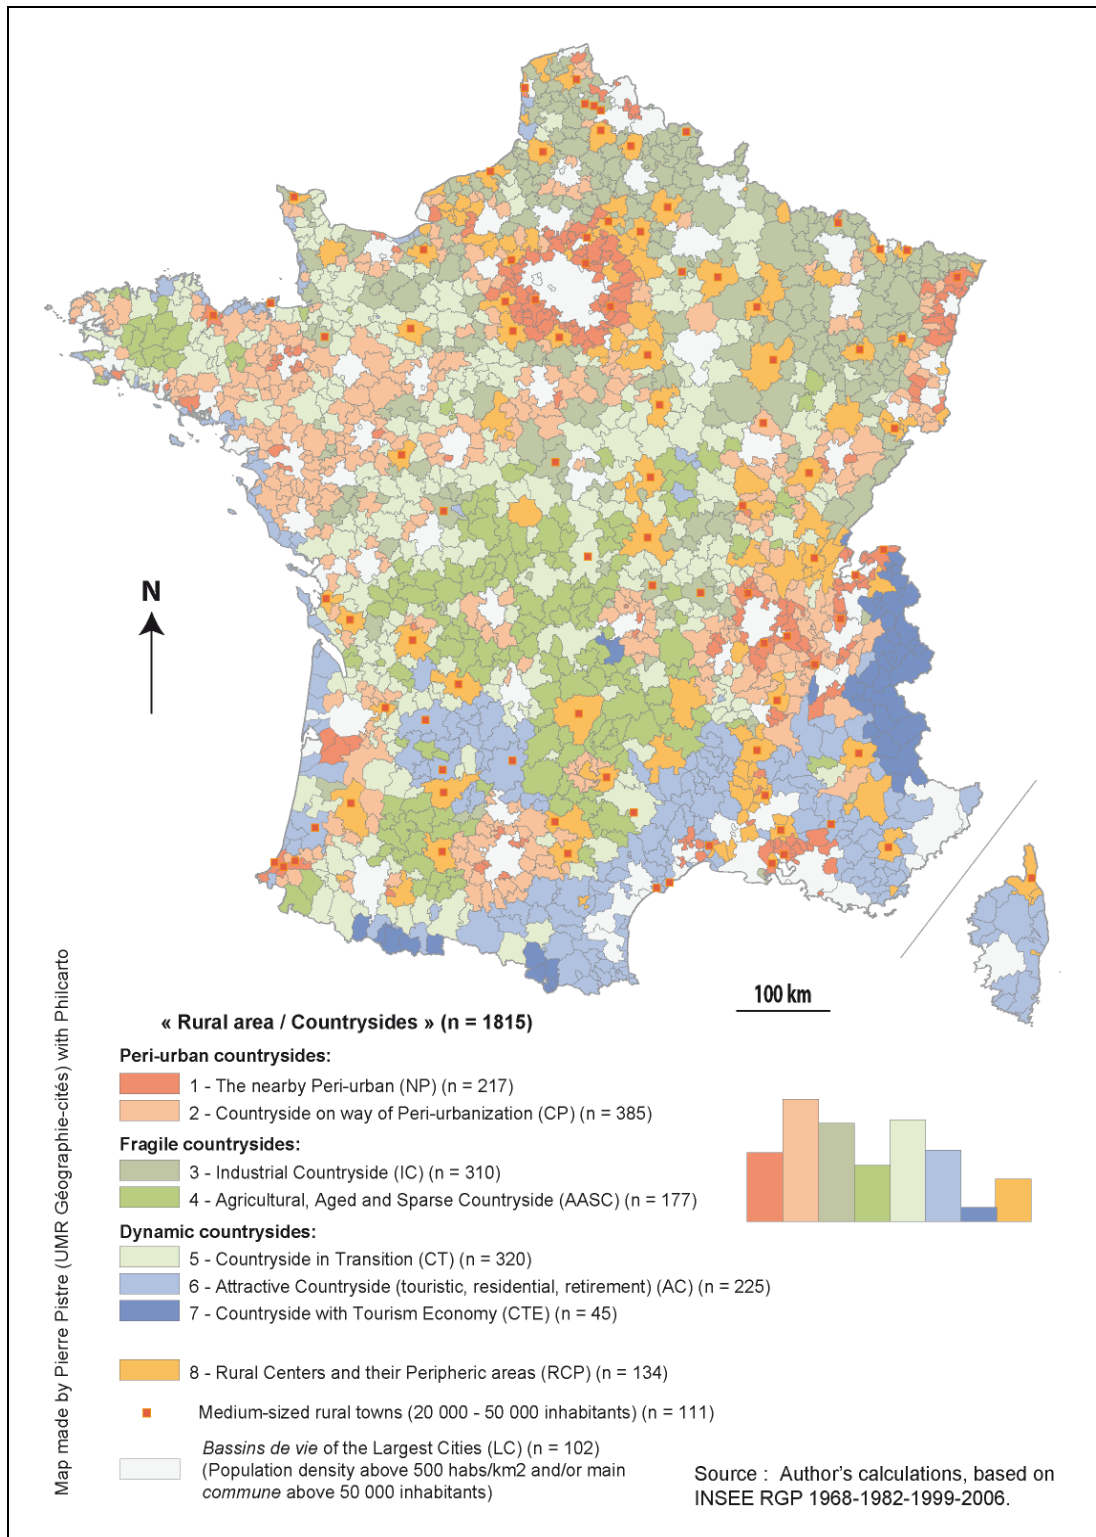 N
100 km
Map made by Pierre Pistre (UMR Géographie-cités) with Philcarto
« Rural area / Countrysides » (n = 1815)
Peri-urban countrysides:
1 - The nearby Peri-urban (NP) (n = 217)
2 - Countryside on way of Peri-urbanization (CP) (n = 385)
Fragile countrysides:
3 - Industrial Countryside (IC) (n = 310)
4 - Agricultural, Aged and Sparse Countryside (AASC) (n = 177)
Dynamic countrysides:
5 - Countryside in Transition (CT) (n = 320)
6 - Attractive Countryside (touristic, residential, retirement) (AC) (n = 225)
7 - Countryside with Tourism Economy (CTE) (n = 45)
8 - Rural Centers and their Peripheric areas (RCP) (n = 134)
Medium-sized rural towns (20 000 - 50 000 inhabitants) (n = 111)
Bassins de vie of the Largest Cities (LC) (n = 102)
(Population density above 500 habs/km2 and/or main
commune above 50 000 inhabitants)
Source : Author's calculations, based on
INSEE RGP 1968-1982-1999-2006.